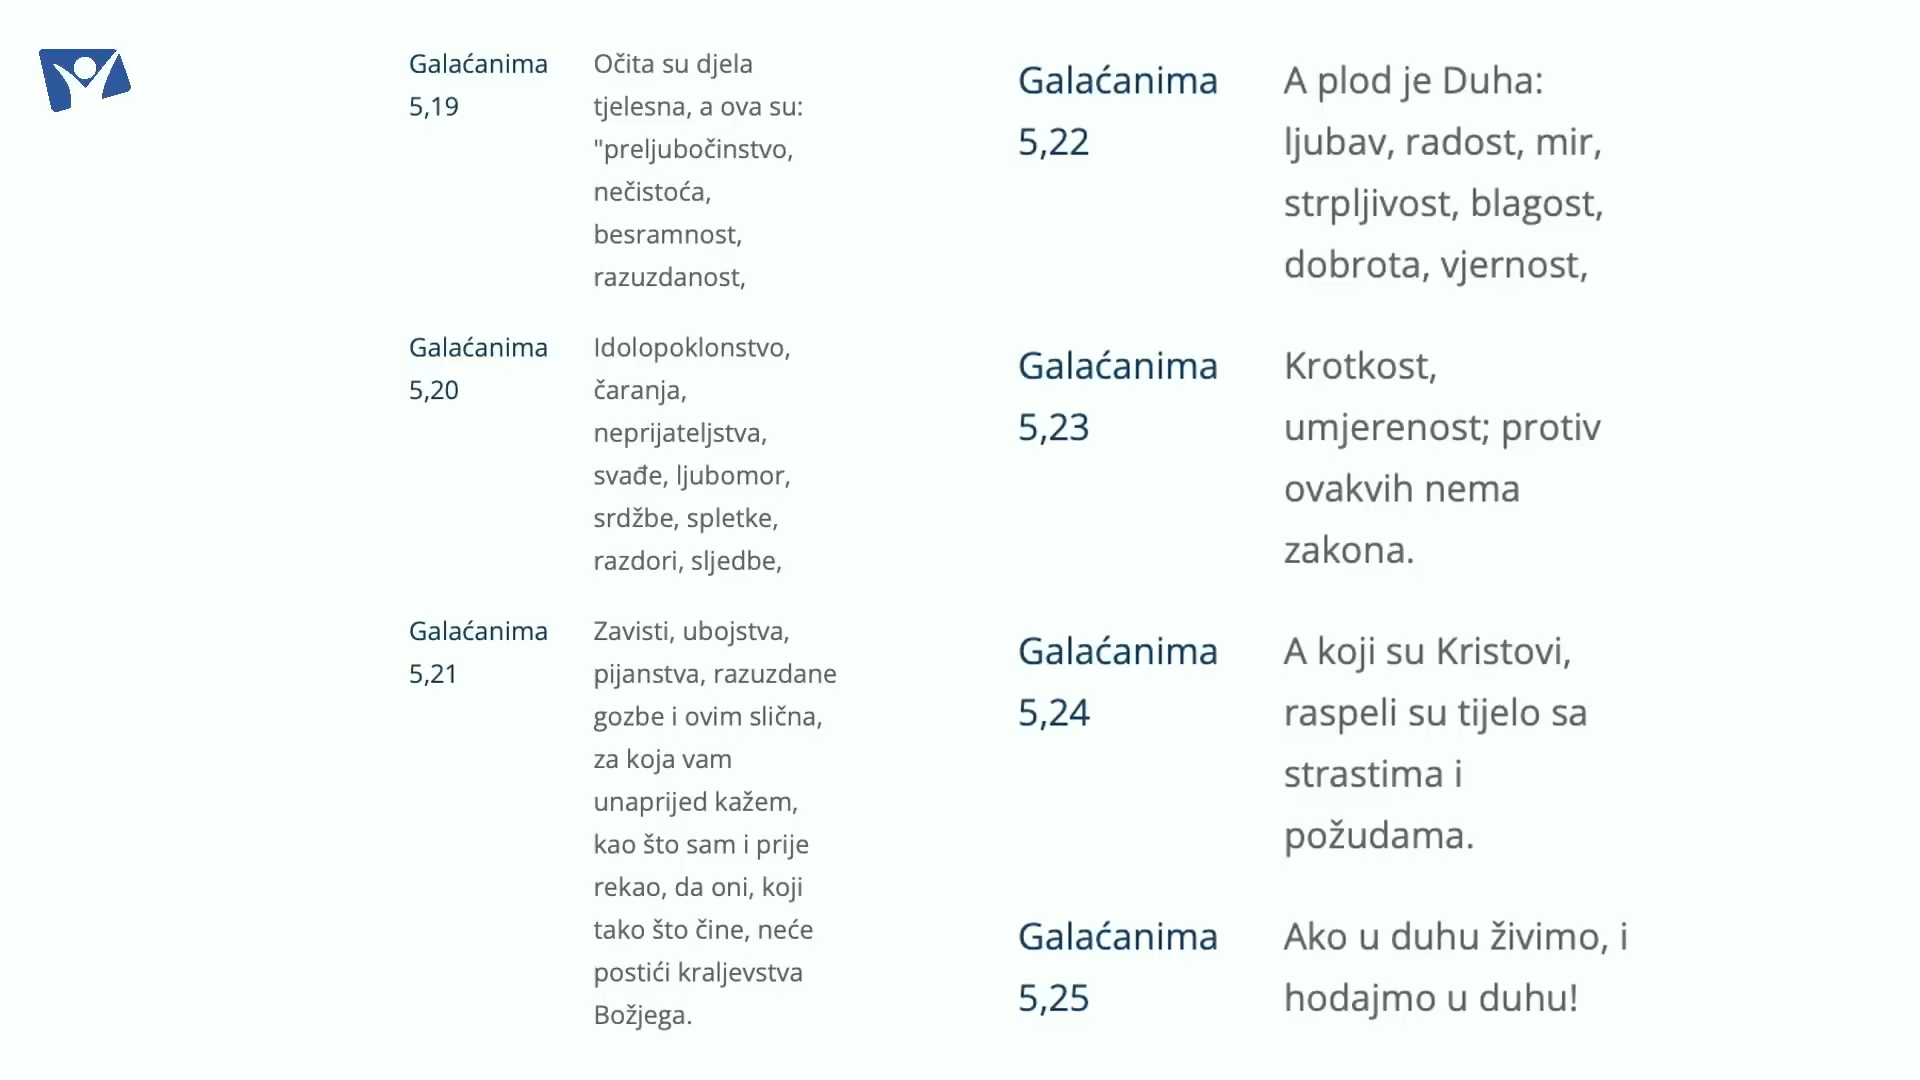 Galaćanima
5,19
Očita su djela
tjelesna, a ova su:
"preljubočinstvo,
nečistoća,
besramnost,
razuzdanost,
Galaćanima
5,20
Idolopoklonstvo,
čaranja,
neprijateljstva,
svađe, ljubomor,
srdžbe, spletke,
razdori, sljedbe,
Galaćanima
5,21
Zavisti, ubojstva,
pijanstva, razuzdane
gozbe i ovim slična,
za koja vam
unaprijed kažem,
kao što sam i prije
rekao, da oni, koji
tako što čine, neće
postići kraljevstva
Božjega.
Galaćanima
5,22
A plod je Duha:
ljubav, radost, mir,
strpljivost, blagost,
dobrota, vjernost,
Galaćanima
5,23
Krotkost,
umjerenost; protiv
ovakvih nema
zakona.
Galaćanima
5,24
A koji su Kristovi,
raspeli su tijelo sa
strastima i
požudama.
Galaćanima
5,25
Ako u duhu živimo, i
hodajmo u duhu!